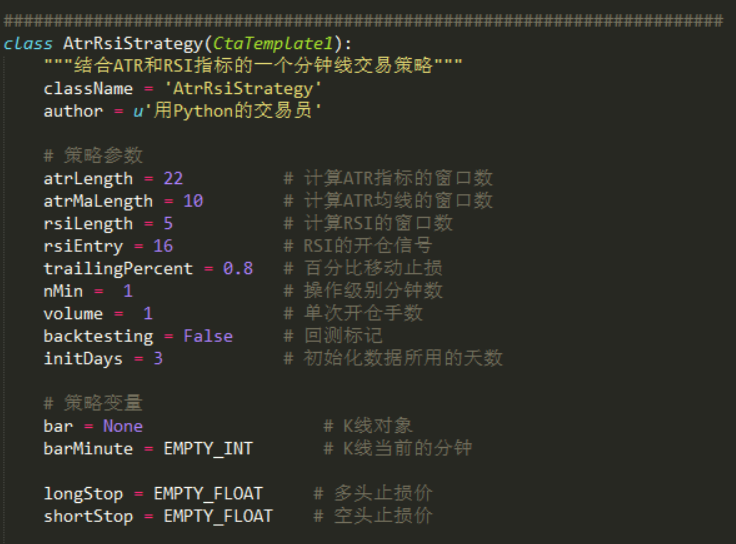 ########################################################################
class AtrRsiStrategy(CtaTemplate1):
"""结合ATR和RSI指标的一个分钟线交易策略"""
className = 'AtrRsiStrategy'
author = u'用Python的交易员'
# 策略参数
atrLength = 22 # 计算ATR指标的窗口数
atrMaLength = 10 # 计算ATR均线的窗口数
rsiLength = 5 # 计算RSI的窗口数
rsiEntry = 16 # RSI的开仓信号
trailingPercent = 0.8 # 百分比移动止损
nMin = 1 # 操作级别分钟数
volume = 1 # 单次开仓手数
backtesting = False # 回测标记
initDays = 3 # 初始化数据所用的天数
# 策略变量
bar = None # K线对象
barMinute = EMPTY_INT # K线当前的分钟
longStop = EMPTY_FLOAT # 多头止损价
shortStop = EMPTY_FLOAT # 空头止损价